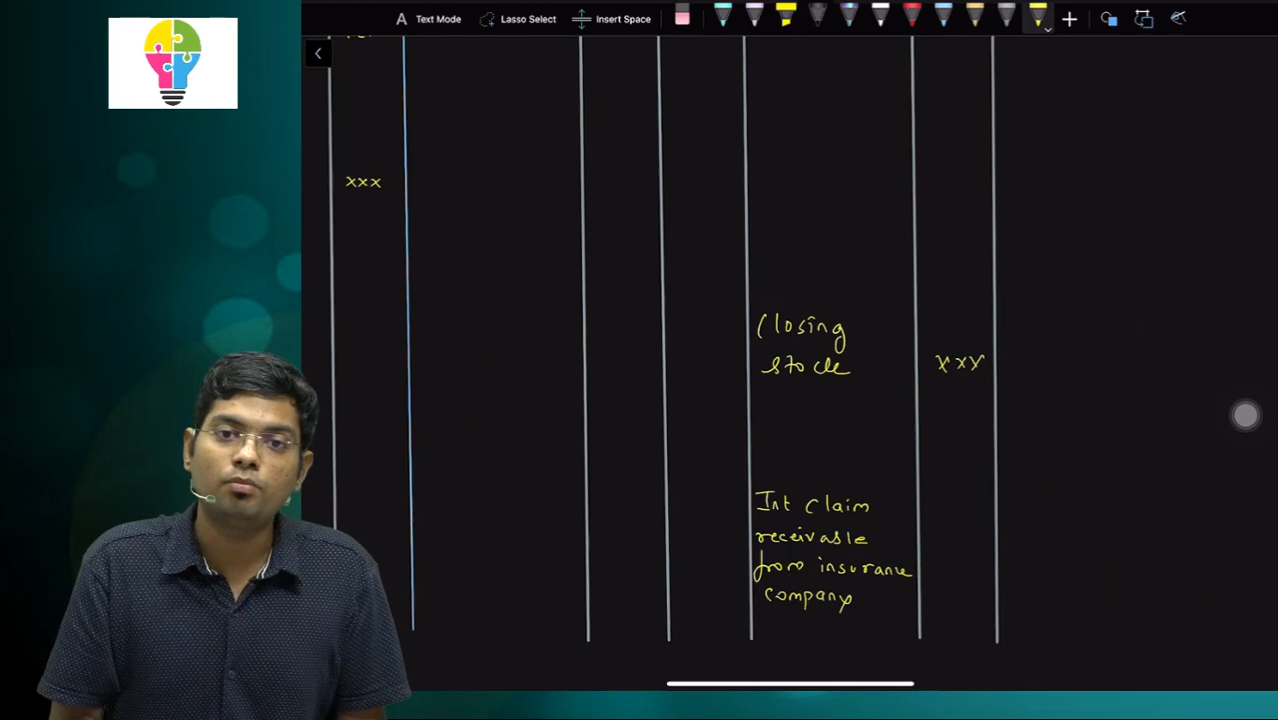 Text Mode
Lasso Select
Insert Space
xxx
Closing
stock
xxx
Int claim
receivable
from insurance
company